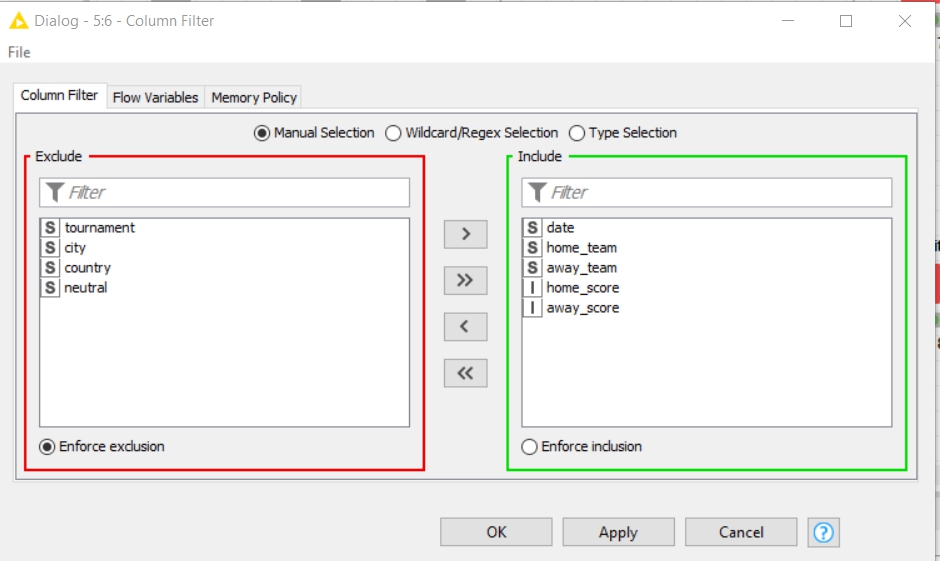 Dialog - 5:6 - Column Filter
File
Column Filter Flow Variables Memory Policy
Manual Selection Wildcard/Regex Selection Type Selection
Exclude
Filter
S tournament
S city
S country
S neutral
Enforce exclusion
>
>>
<
<<
Include
Filter
S date
S home_team
S away_team
I home_score
I away_score
Enforce inclusion
OK Apply Cancel ?